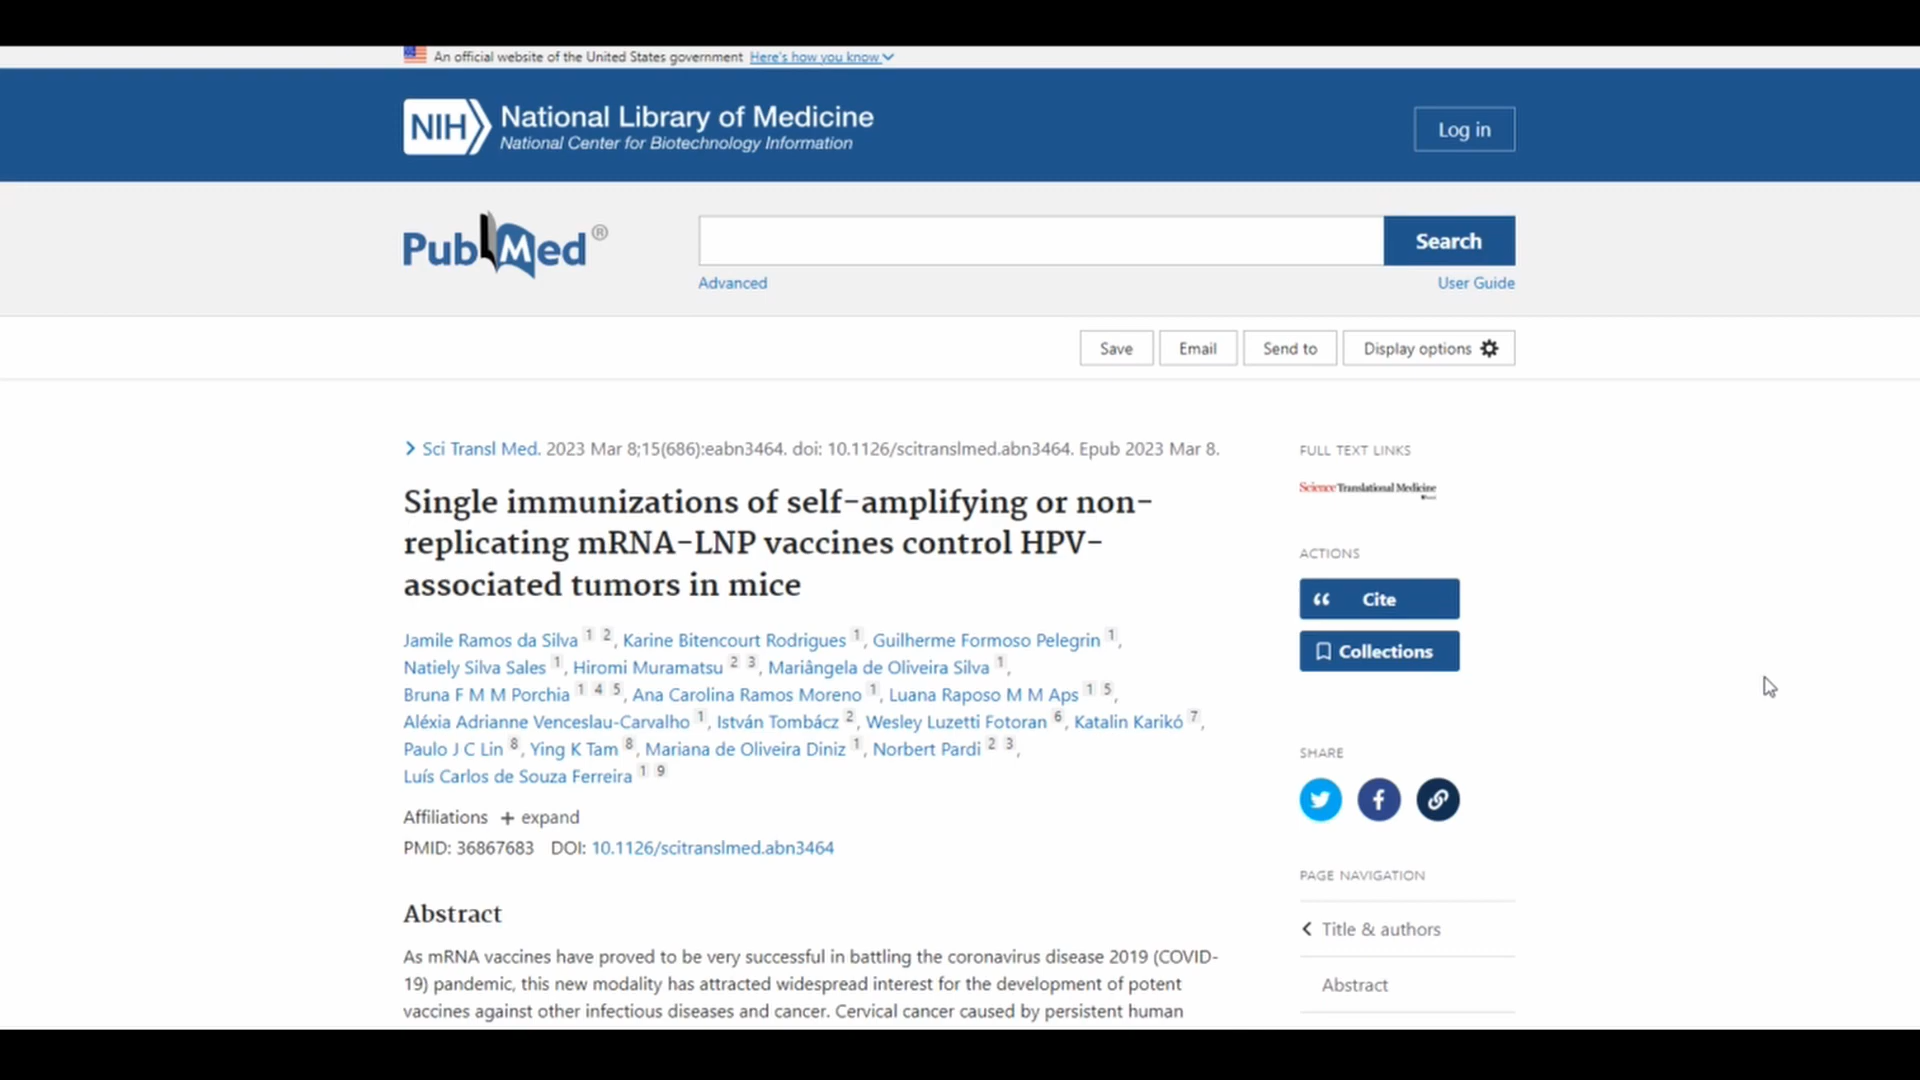 An official website of the United States government Here's how you know
NIH National Library of Medicine
National Center for Biotechnology Information
Log in
PubMed®
Search
Advanced
User Guide
Save
Email
Send to
Display options
Sci Transl Med. 2023 Mar 8;15(686):eabn3464. doi: 10.1126/scitranslmed.abn3464. Epub 2023 Mar 8.
Single immunizations of self-amplifying or non-
replicating mRNA-LNP vaccines control HPV-
associated tumors in mice
Jamile Ramos da Silva 1 2, Karine Bitencourt Rodrigues 1, Guilherme Formoso Pelegrin 1,
Natiely Silva Sales 1, Hiromi Muramatsu 2 3, Mariângela de Oliveira Silva 1,
Bruna F M M Porchia 1 4 5, Ana Carolina Ramos Moreno 1, Luana Raposo M M Aps 1 5,
Aléxia Adrianne Venceslau-Carvalho 1, István Tombácz 2, Wesley Luzetti Fotoran 6, Katalin Karikó 7,
Paulo J C Lin 8, Ying K Tam 8, Mariana de Oliveira Diniz 1, Norbert Pardi 2 3,
Luís Carlos de Souza Ferreira 1 9
Affiliations + expand
PMID: 36867683 DOI: 10.1126/scitranslmed.abn3464
Abstract
As mRNA vaccines have proved to be very successful in battling the coronavirus disease 2019 (COVID-
19) pandemic, this new modality has attracted widespread interest for the development of potent
vaccines against other infectious diseases and cancer. Cervical cancer caused by persistent human
FULL TEXT LINKS
Science Translational Medicine
ACTIONS
Cite
Collections
SHARE
PAGE NAVIGATION
Title & authors
Abstract